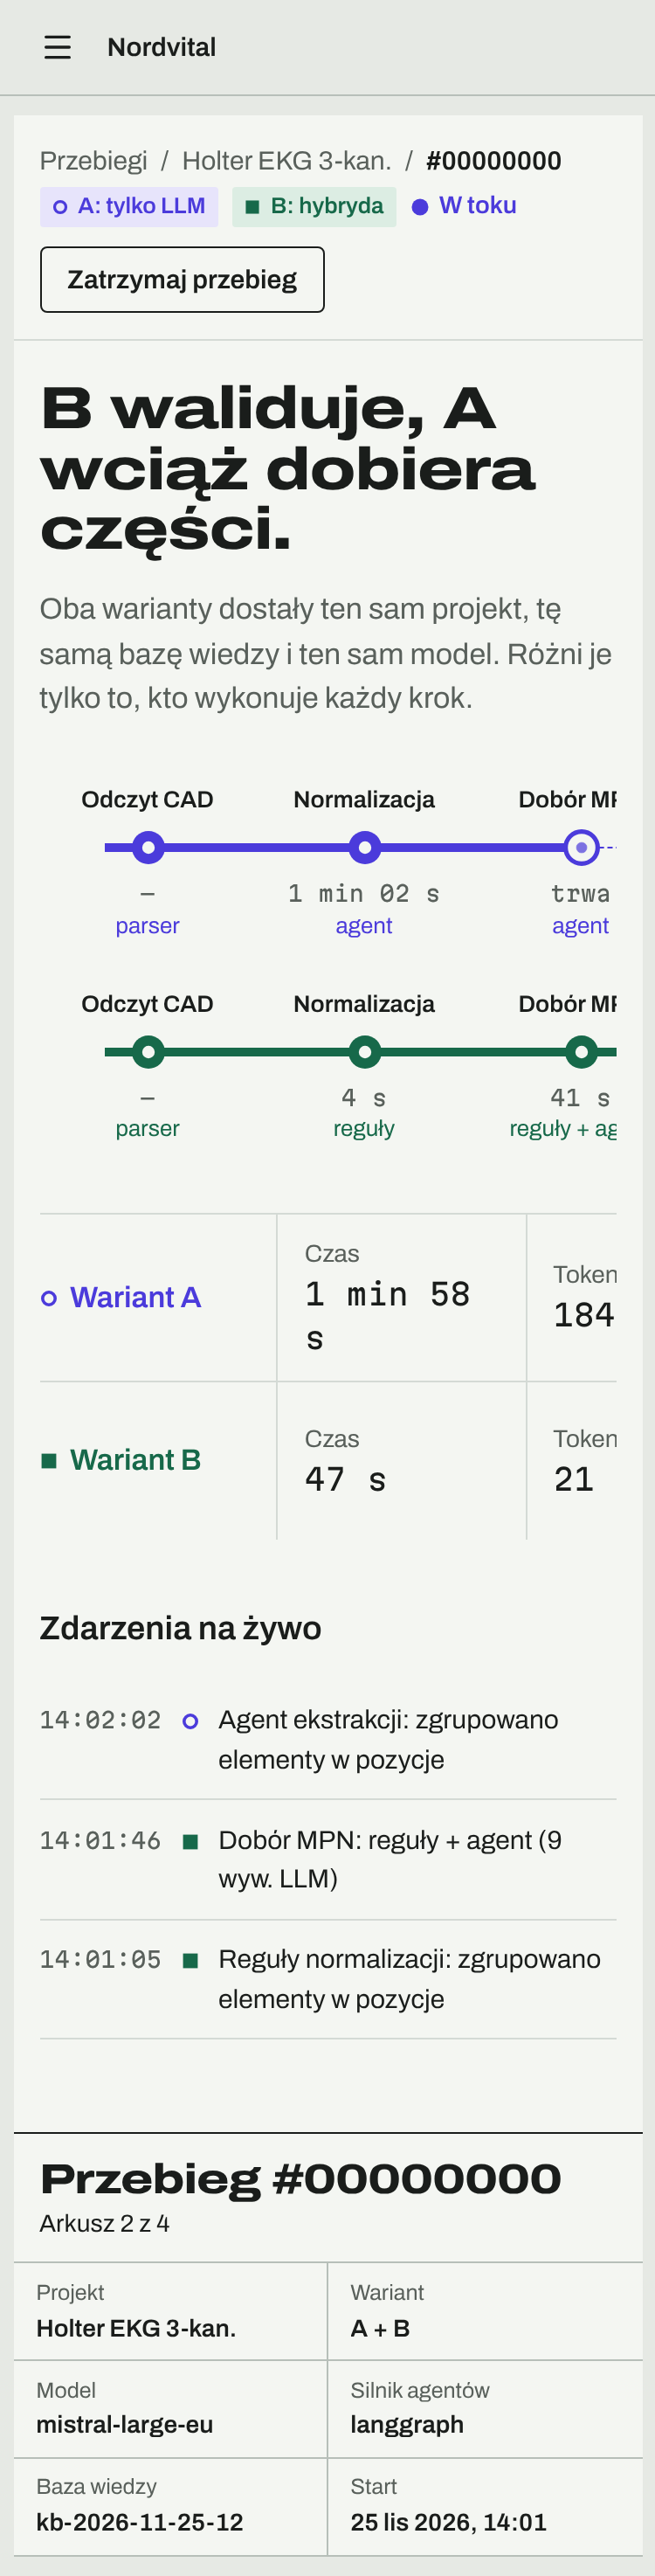 Nordvital
Przebiegi / Holter EKG 3-kan. / #00000000
A: tylko LLM B: hybryda W toku
Zatrzymaj przebieg
B waliduje, A
wciąż dobiera
części.
Oba warianty dostały ten sam projekt, tę
samą bazę wiedzy i ten sam model. Różni je
tylko to, kto wykonuje każdy krok.
Odczyt CAD Normalizacja Dobór
– 1 min 02 s trwa
parser agent agent
Odczyt CAD Normalizacja Dobór
– 4 s 41 s
parser reguły reguły +
Wariant A
Czas
1 min 58
s
Token
184
Wariant B
Czas
47 s
Token
21
Zdarzenia na żywo
14:02:02 Agent ekstrakcji: zgrupowano
elementy w pozycje
14:01:46 Dobór MPN: reguły + agent (9
wyw. LLM)
14:01:05 Reguły normalizacji: zgrupowano
elementy w pozycje
Przebieg #00000000
Arkusz 2 z 4
Projekt Wariant
Holter EKG 3-kan. A + B
Model Silnik agentów
mistral-large-eu langgraph
Baza wiedzy Start
kb-2026-11-25-12 25 lis 2026, 14:01